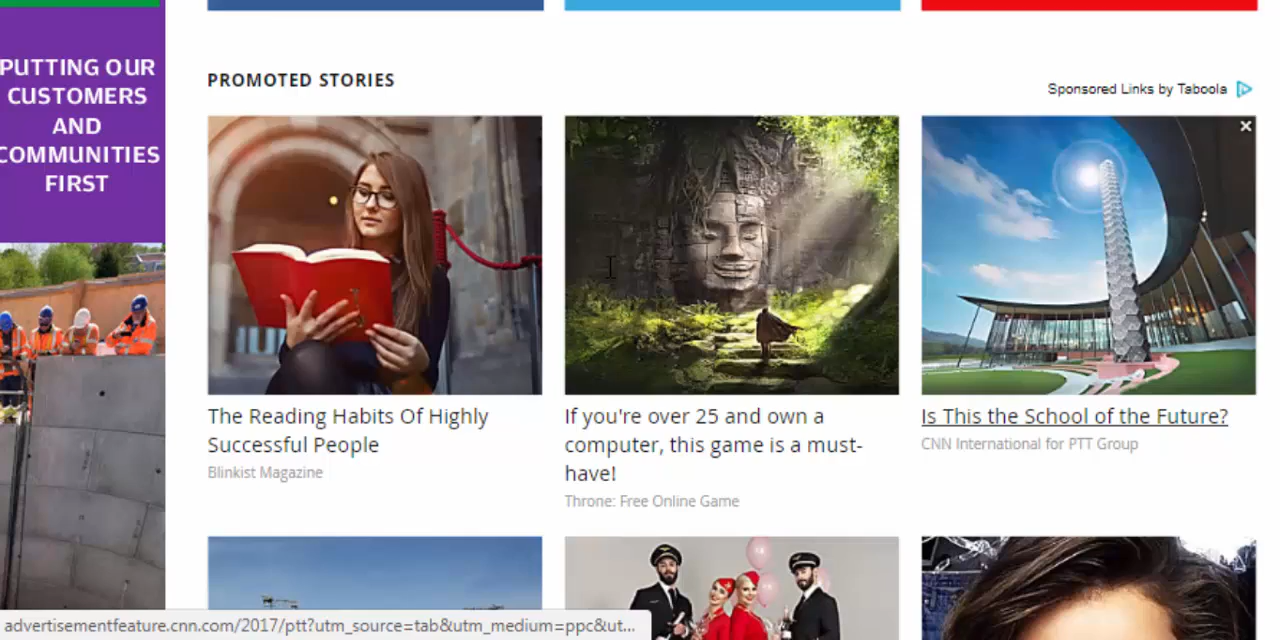 PUTTING OUR
CUSTOMERS
AND
COMMUNITIES
FIRST
PROMOTED STORIES
Sponsored Links by Taboola
The Reading Habits Of Highly
Successful People
Blinkist Magazine
If you're over 25 and own a
computer, this game is a must-
have!
Throne: Free Online Game
Is This the School of the Future?
CNN International for PTT Group
advertisementfeature.cnn.com/2017/ptt?utm_source=tab&utm_medium=ppc&ut...